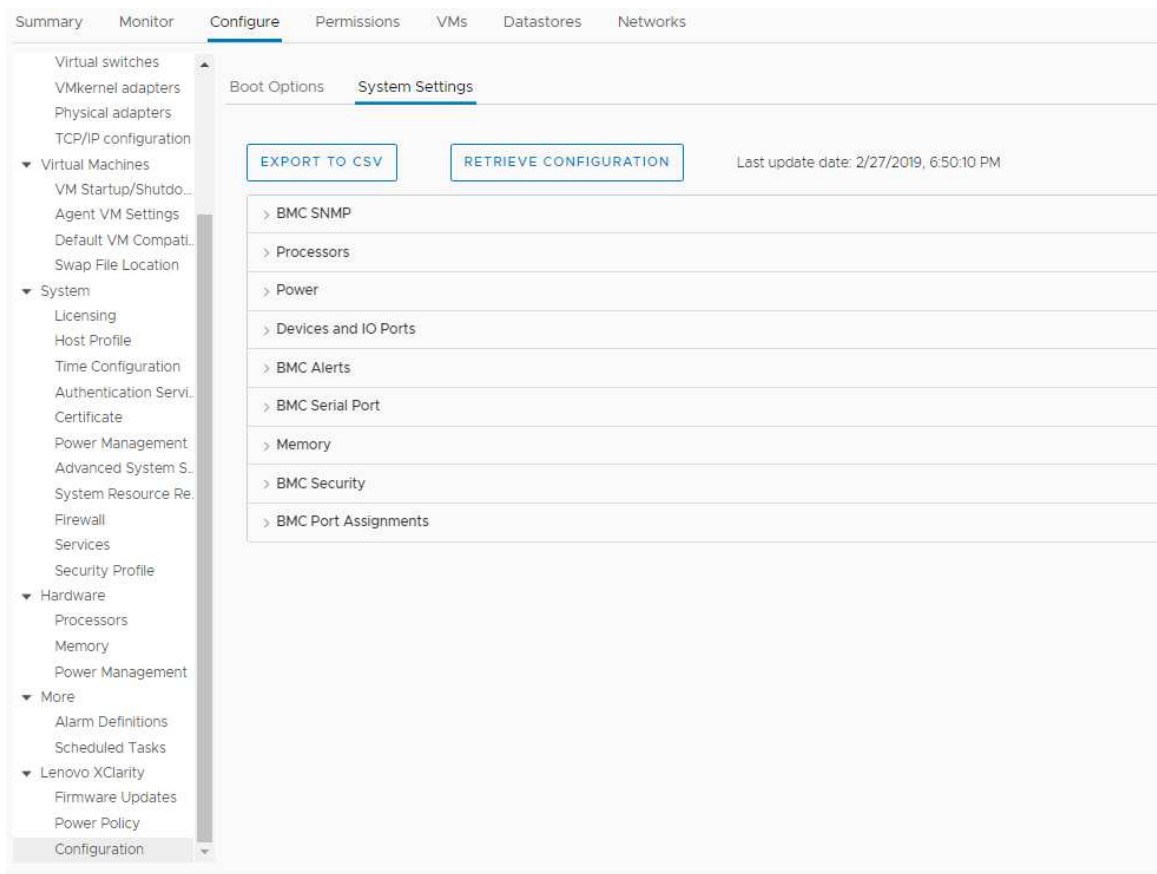 Summary Monitor Configure Permissions VMs Datastores Networks
Virtual switches
VMkernel adapters
Physical adapters
TCP/IP configuration
Virtual Machines
VM Startup/Shutdo...
Agent VM Settings
Default VM Compati..
Swap File Location
System
Licensing
Host Profile
Time Configuration
Authentication Servi..
Certificate
Power Management
Advanced System S..
System Resource Re.
Firewall
Services
Security Profile
Hardware
Processors
Memory
Power Management
More
Alarm Definitions
Scheduled Tasks
Lenovo XClarity
Firmware Updates
Power Policy
Configuration
Boot Options System Settings
EXPORT TO CSV RETRIEVE CONFIGURATION Last update date: 2/27/2019, 6:50:10 PM
BMC SNMP
Processors
Power
Devices and IO Ports
BMC Alerts
BMC Serial Port
Memory
BMC Security
BMC Port Assignments